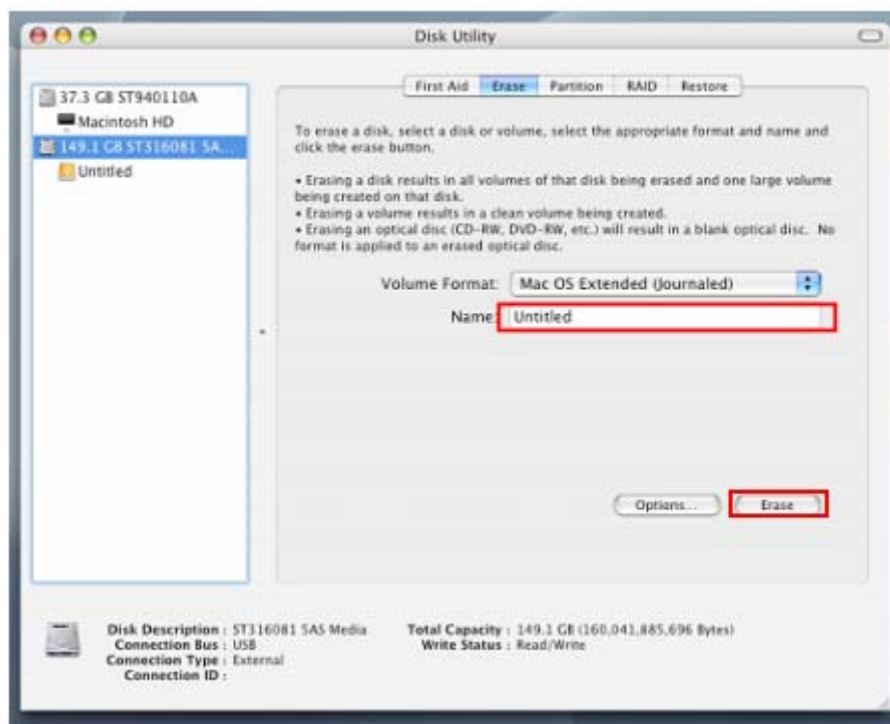 Disk Utility
37.3 GB ST940110A
Macintosh HD
149.1 GB ST316081 SA...
Untitled
First Aid Erase Partition RAID Restore
To erase a disk, select a disk or volume, select the appropriate format and name and
click the erase button.
• Erasing a disk results in all volumes of that disk being erased and one large volume
being created on that disk.
• Erasing a volume results in a clean volume being created.
• Erasing an optical disc (CD-RW, DVD-RW, etc.) will result in a blank optical disc. No
format is applied to an erased optical disc.
Volume Format: Mac OS Extended (Journaled)
Name: Untitled
Options... Erase
Disk Description : ST316081 SAS Media
Connection Bus : USB
Connection Type : External
Connection ID :
Total Capacity : 149.1 GB (160,041,885,696 Bytes)
Write Status : Read/Write